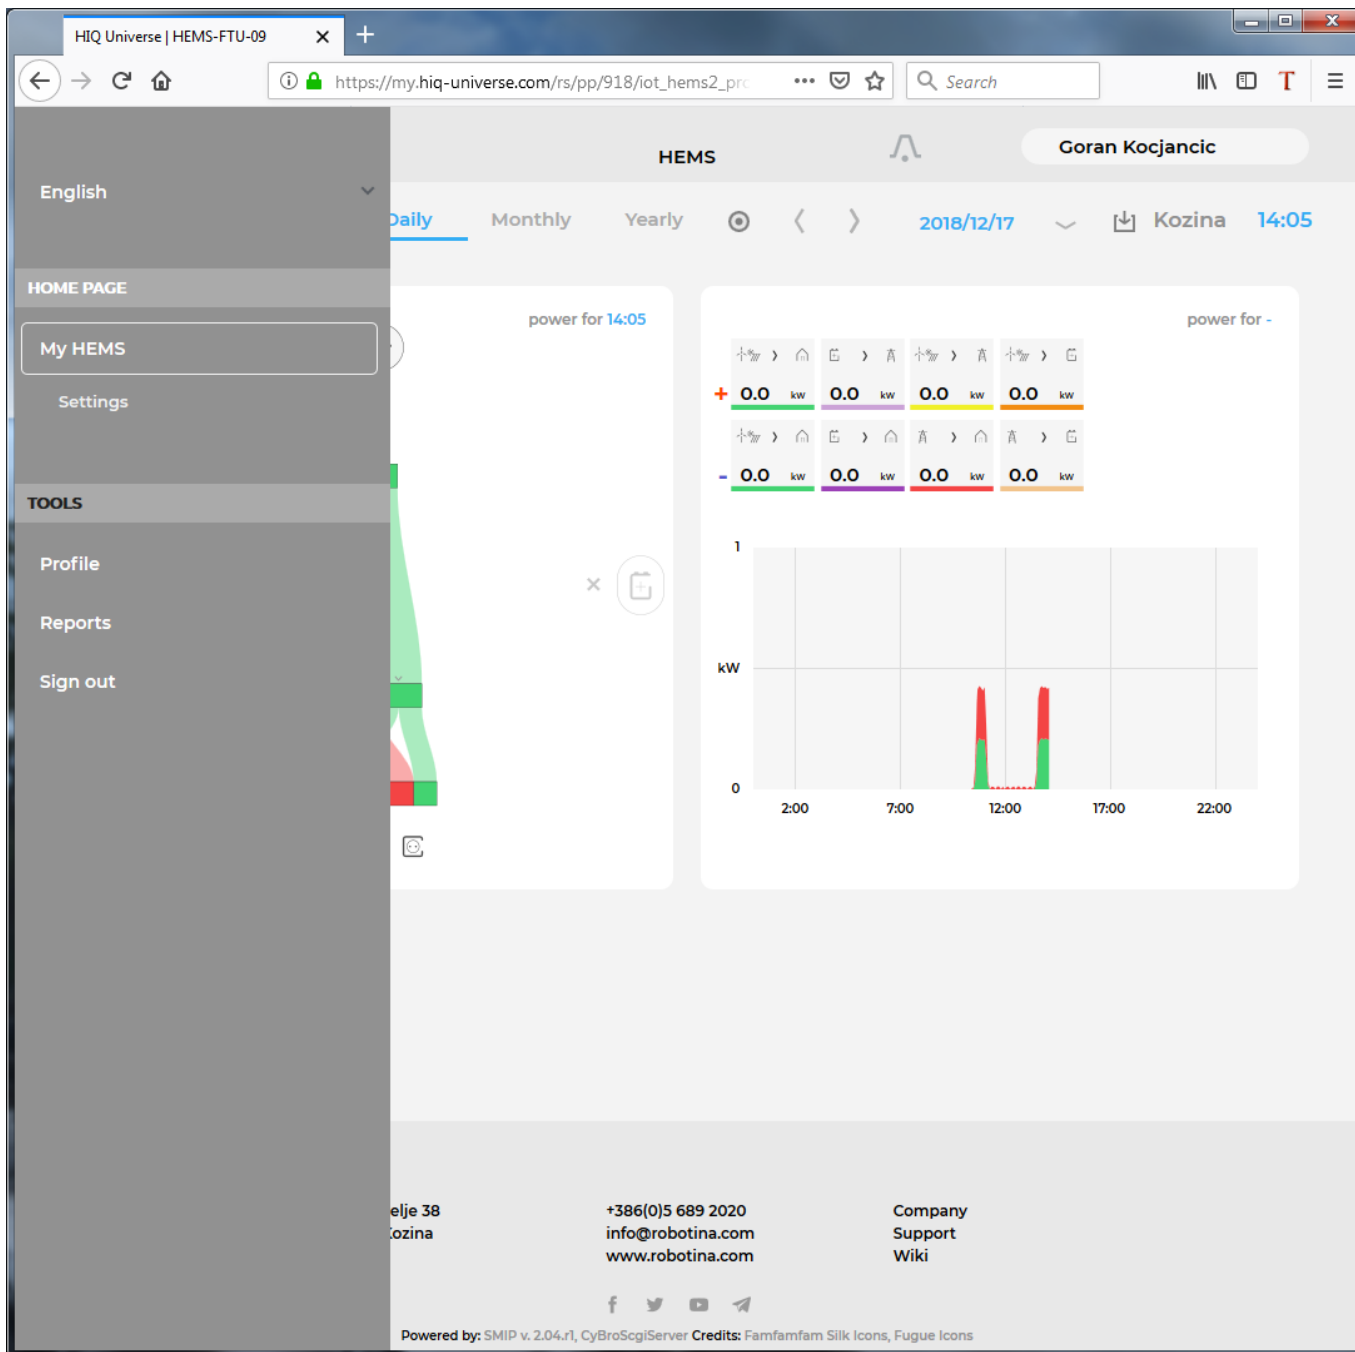 HIQ Universe | HEMS-FTU-09
https://my.hiq-universe.com/rs/pp/918/iot_hems2_pro
Search
T
HEMS
Goran Kocjancic
English
Daily Monthly Yearly 2018/12/17 Kozina 14:05
HOME PAGE
My HEMS
Settings
TOOLS
Profile
Reports
Sign out
power for 14:05
power for -
+ 0.0 kW 0.0 kW 0.0 kW 0.0 kW
- 0.0 kW 0.0 kW 0.0 kW 0.0 kW
1
kW
0
2:00 7:00 12:00 17:00 22:00
elje 38
ozina
+386(0)5 689 2020
info@robotina.com
www.robotina.com
Company
Support
Wiki
Powered by: SMIP v. 2.04.r1, CyBroScgiServer Credits: Famfamfam Silk Icons, Fugue Icons